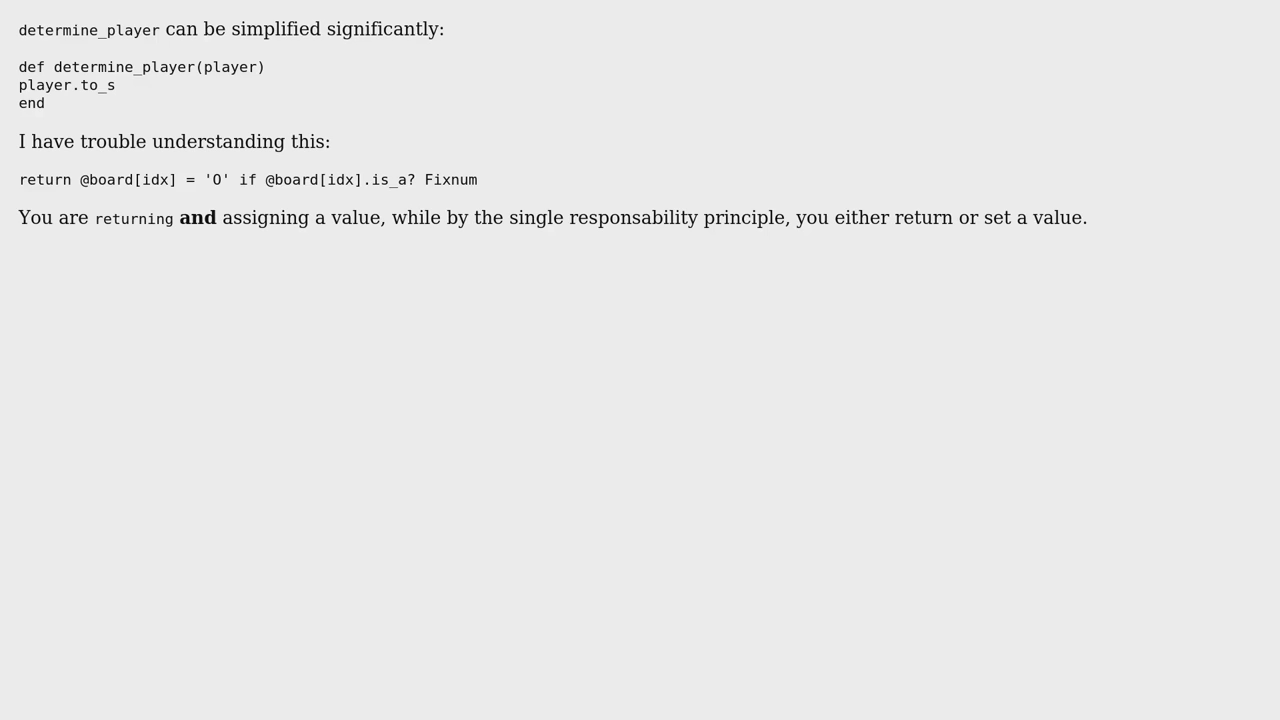 determine_player can be simplified significantly:
def determine_player(player)
player.to_s
end
I have trouble understanding this:
return @board[idx] = 'O' if @board[idx].is_a? Fixnum
You are returning and assigning a value, while by the single responsability principle, you either return or set a value.